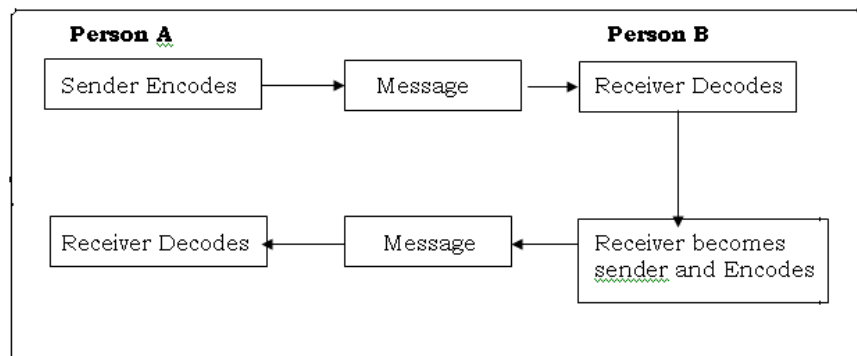 Person A
Person B
Sender Encodes
Message
Receiver Decodes
Receiver Decodes
Message
Receiver becomes
sender and Encodes